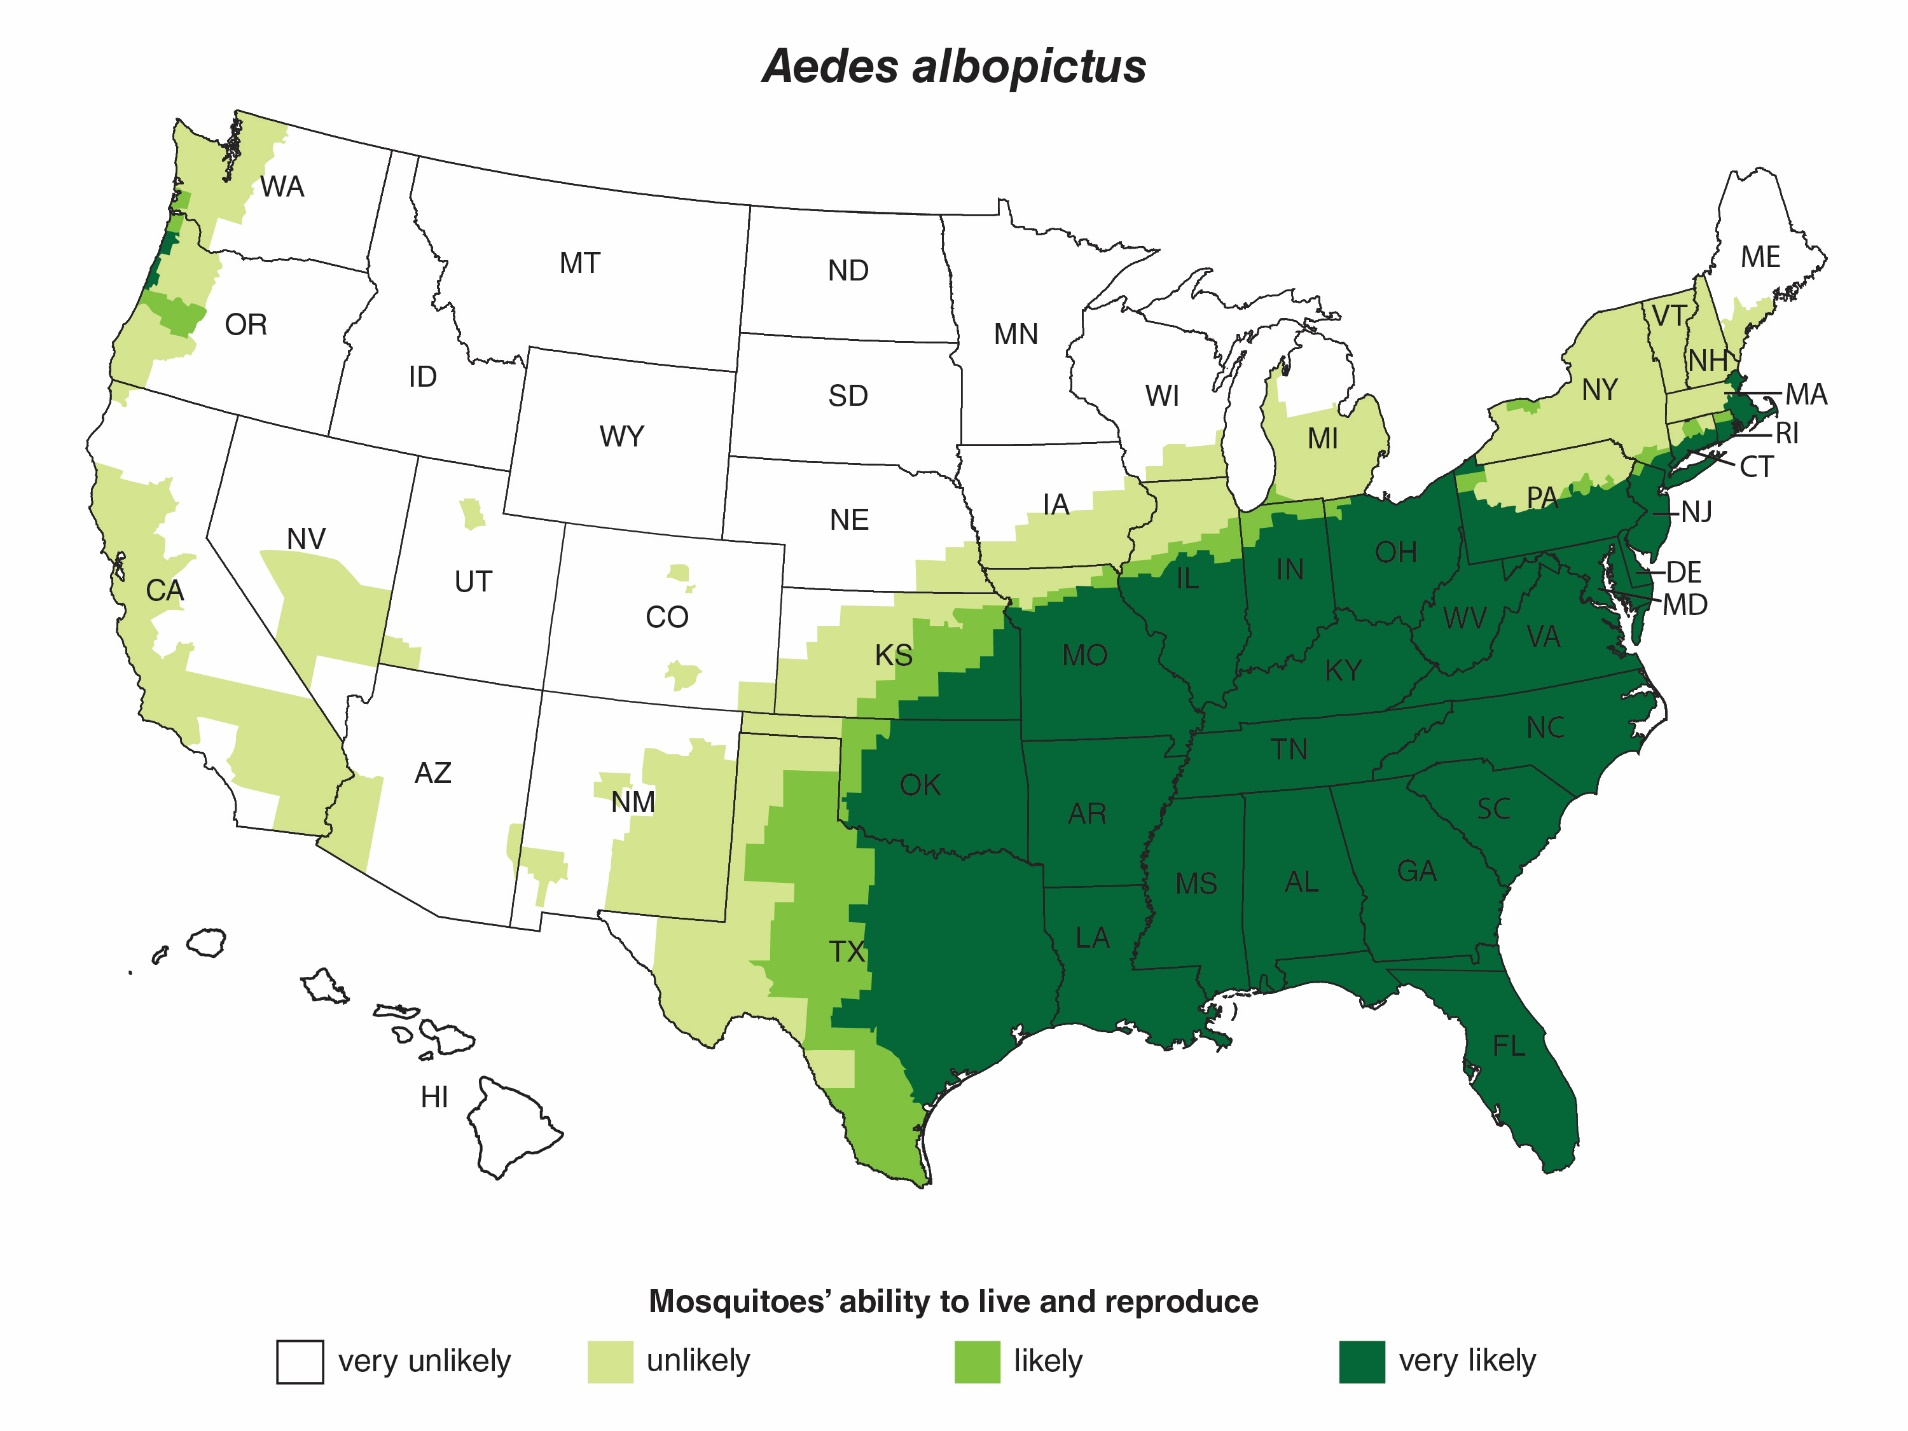 Aedes albopictus
WA
MT
ND
MN
ME
VT
NH
OR
ID
SD
WI
MI
NY
MA
RI
CT
WY
IA
PA
NJ
NE
NV
UT
CO
CA
KS
MO
IL
IN
OH
WV
VA
DE
MD
KY
AZ
NM
OK
AR
TN
NC
SC
MS
AL
GA
TX
LA
FL
HI
Mosquitoes’ ability to live and reproduce
very unlikely
unlikely
likely
very likely